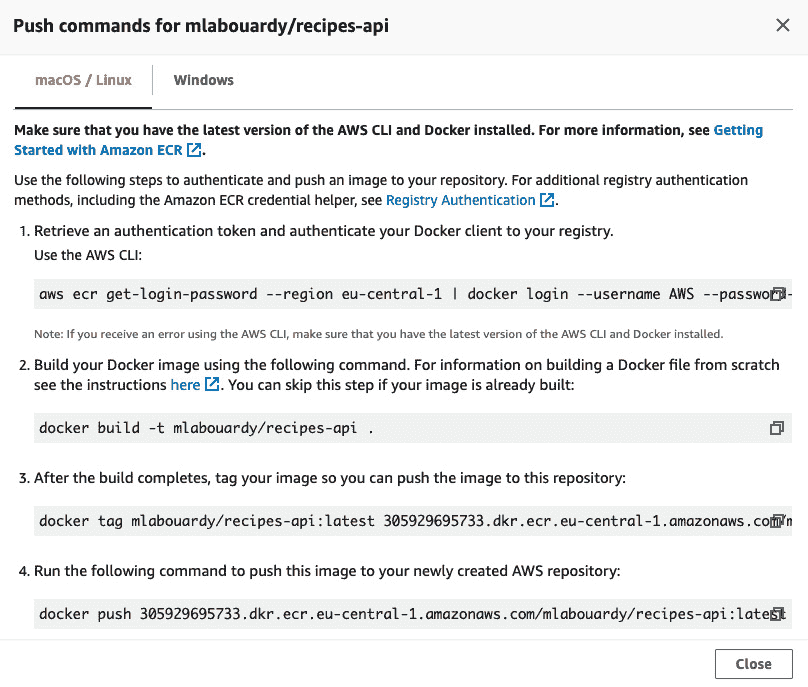 Push commands for mlabouardy/recipes-api
macOS / Linux
Windows
Make sure that you have the latest version of the AWS CLI and Docker installed. For more information, see Getting
Started with Amazon ECR.
Use the following steps to authenticate and push an image to your repository. For additional registry authentication
methods, including the Amazon ECR credential helper, see Registry Authentication.
1. Retrieve an authentication token and authenticate your Docker client to your registry.
Use the AWS CLI:
aws ecr get-login-password --region eu-central-1 | docker login --username AWS --password-
Note: If you receive an error using the AWS CLI, make sure that you have the latest version of the AWS CLI and Docker installed.
2. Build your Docker image using the following command. For information on building a Docker file from scratch
see the instructions here. You can skip this step if your image is already built:
docker build -t mlabouardy/recipes-api .
3. After the build completes, tag your image so you can push the image to this repository:
docker tag mlabouardy/recipes-api:latest 305929695733.dkr.ecr.eu-central-1.amazonaws.com/m
4. Run the following command to push this image to your newly created AWS repository:
docker push 305929695733.dkr.ecr.eu-central-1.amazonaws.com/mlabouardy/recipes-api:latest
Close